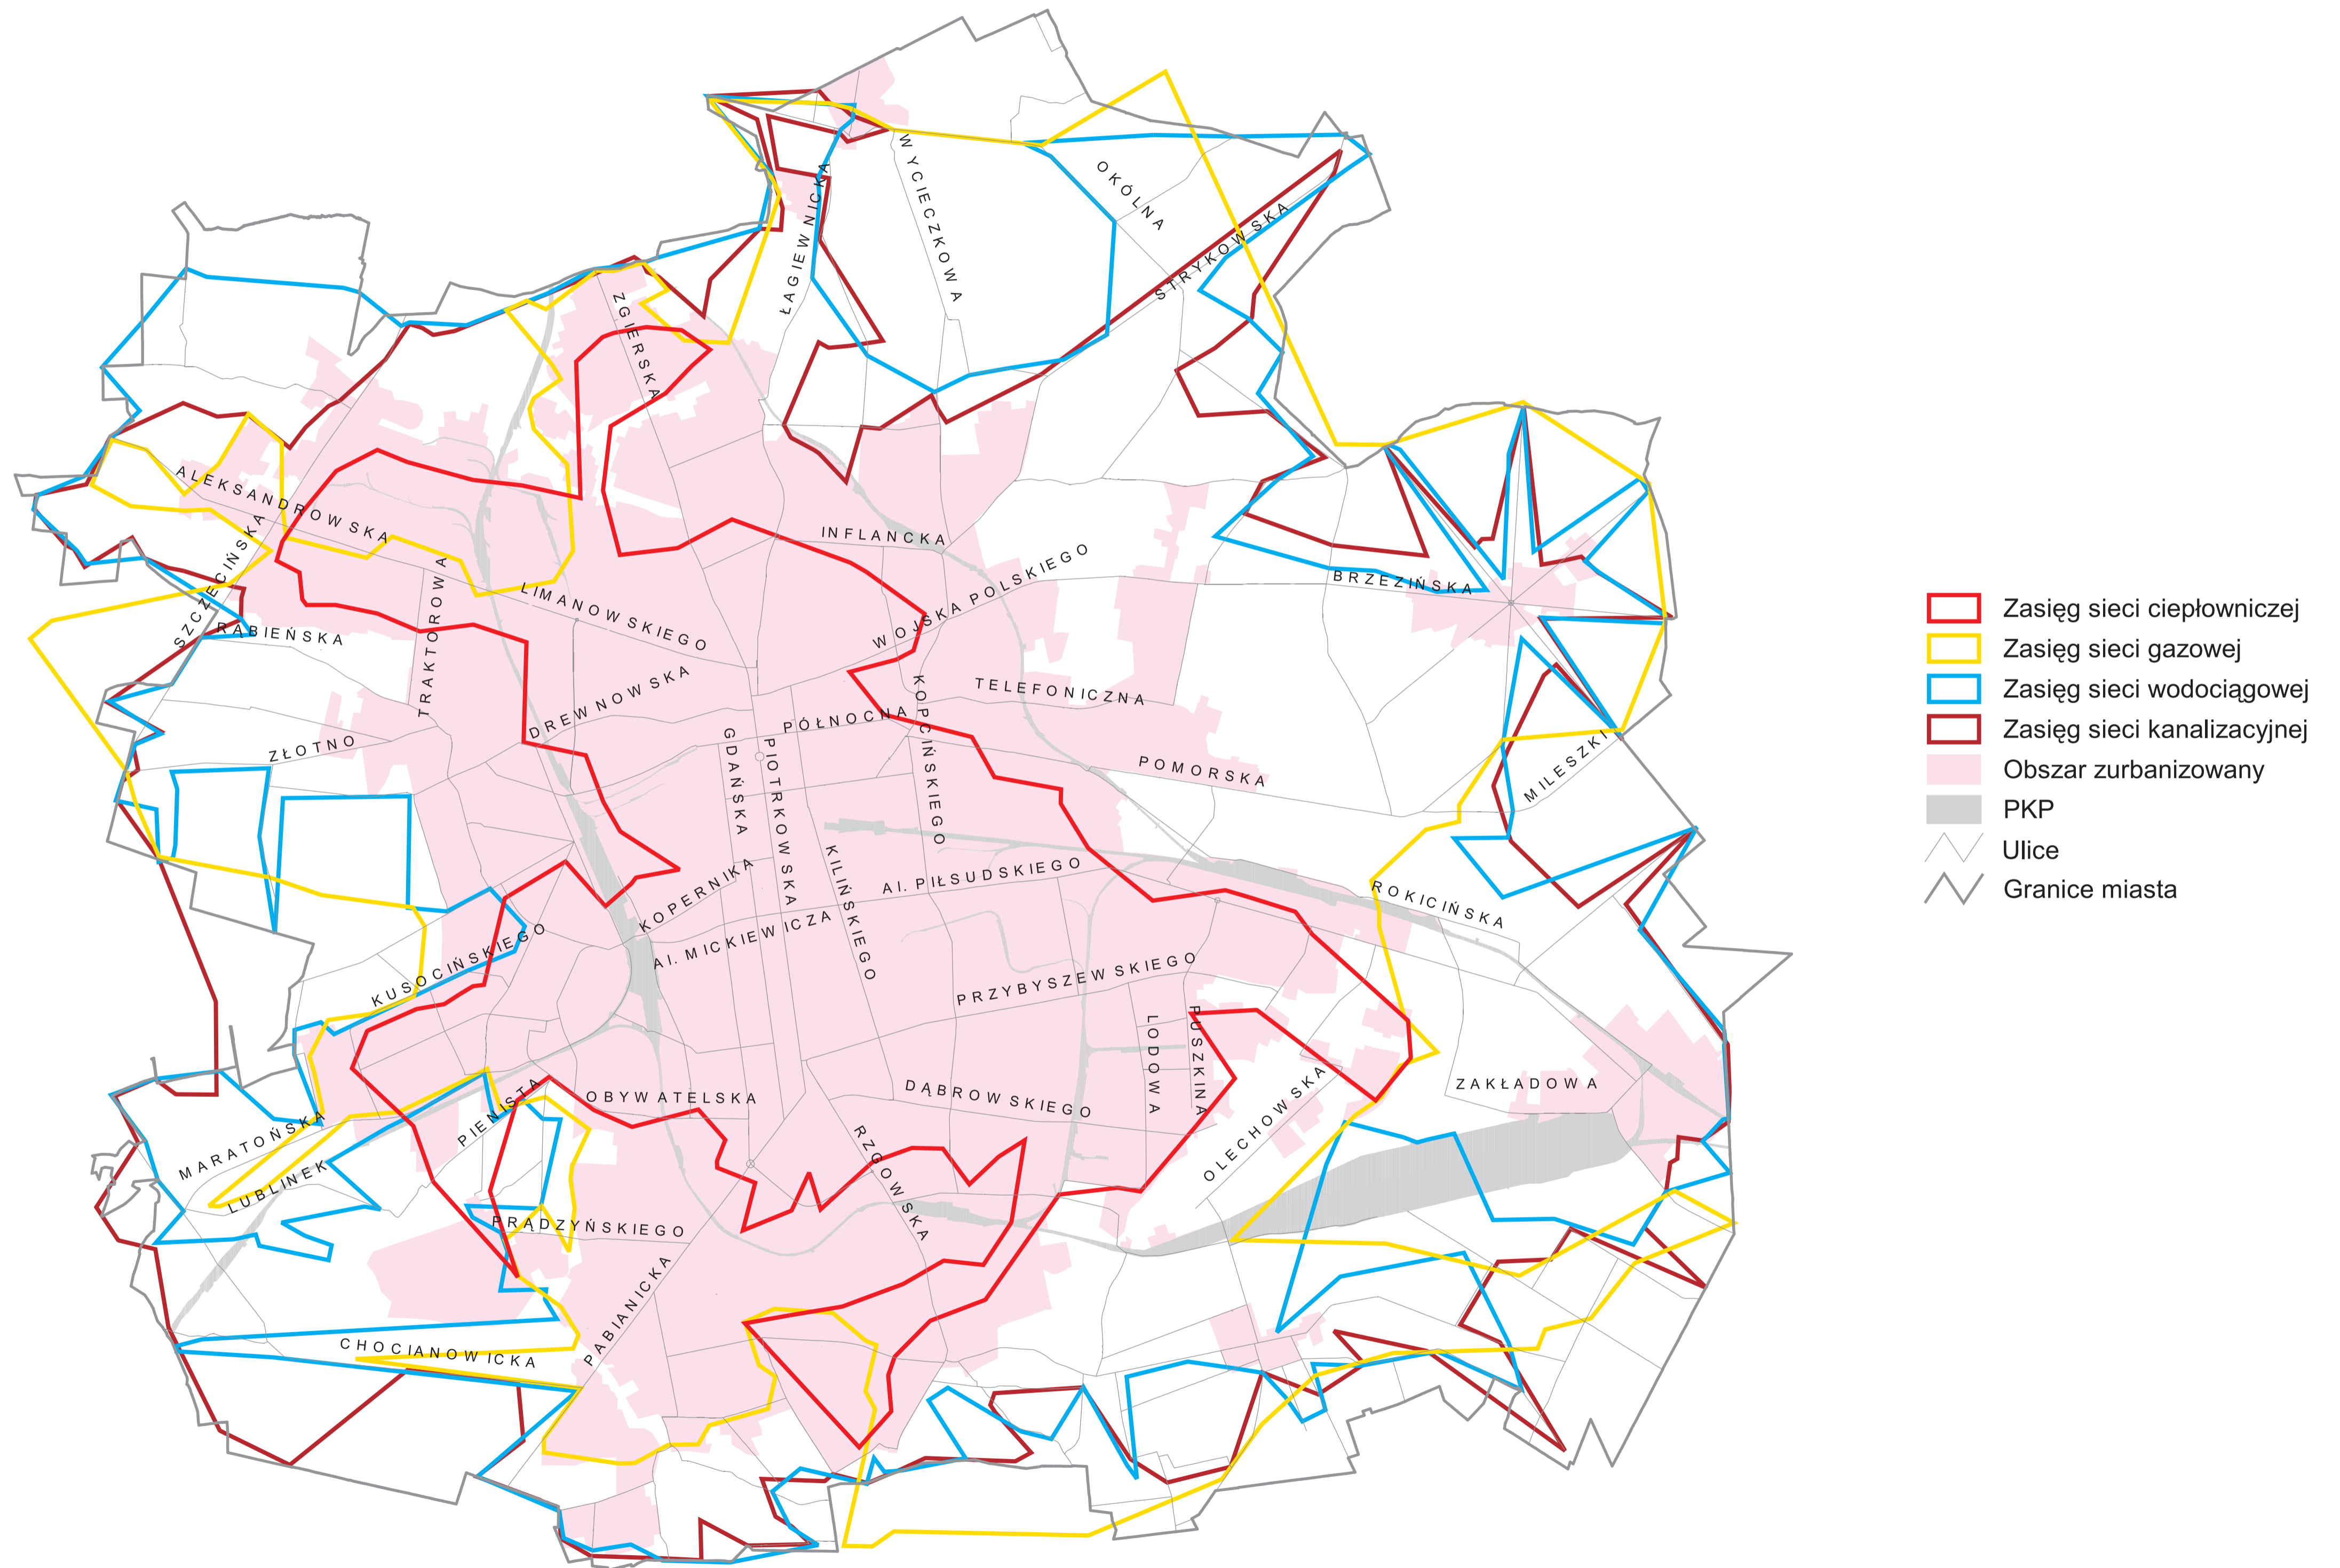 WYCIECZKOWA
OKÓLNA
ŁAGIEWNICKA
STRYKOWSKA
ZGIERSKA
ALEKSANDROWSKA
SZCZECIŃSKA
INFLANCKA
WOJSKA POLSKIEGO
BRZEZIŃSKA
LIMANOWSKIEGO
RĄBIEŃSKA
TRAKTOROWA
DREWNOWSKA
TELEFONICZNA
KOPCIŃSKIEGO
PÓŁNOCNA
ZŁOTNO
GDAŃSKA
PIOTRKOWSKA
POMORSKA
MILESZKI
KILIŃSKIEGO
KOPERNIKA
Al. PIŁSUDSKIEGO
ROKICIŃSKA
Al. MICKIEWICZA
KUSOCIŃSKIEGO
PRZYBYSZEWSKIEGO
LODOWA
PUSZKINA
ZAKŁADOWA
OBYWATELSKA
DĄBROWSKIEGO
OLECHOWSKA
PIENISTA
MARATOŃSKA
LUBLINEK
RZGOWSKA
PRĄDZYŃSKIEGO
PABIANICKA
CHOCIANOWICKA
Zasięg sieci ciepłowniczej
Zasięg sieci gazowej
Zasięg sieci wodociągowej
Zasięg sieci kanalizacyjnej
Obszar zurbanizowany
PKP
Ulice
Granice miasta